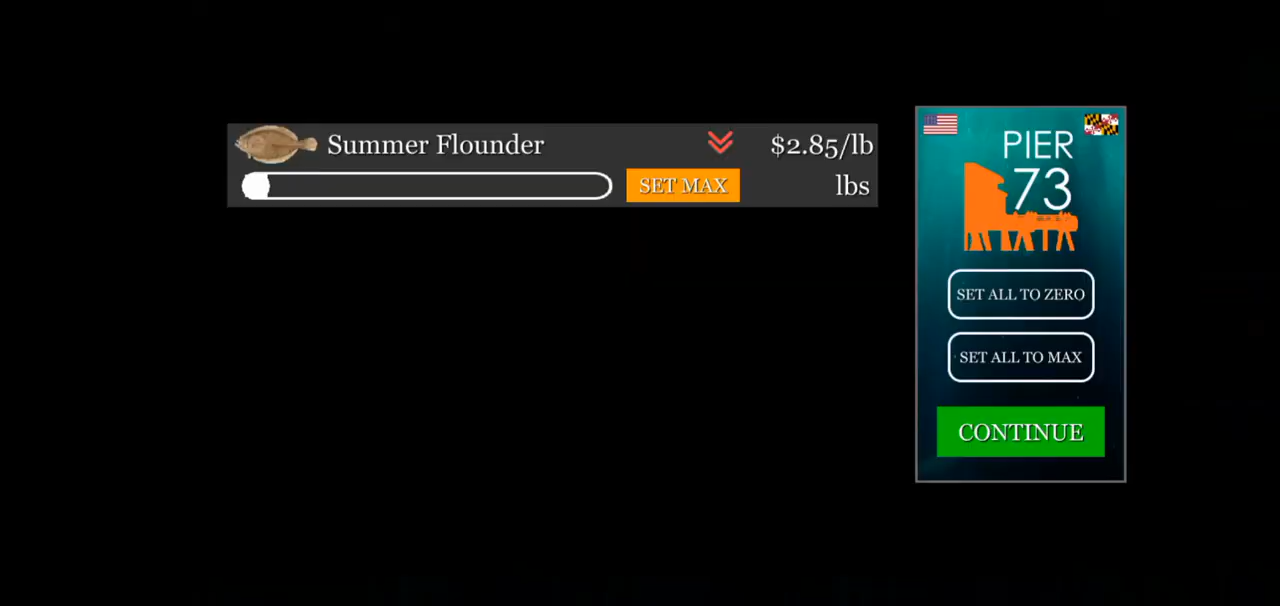 Summer Flounder
$2.85/lb
SET MAX
lbs
PIER
73
SET ALL TO ZERO
SET ALL TO MAX
CONTINUE